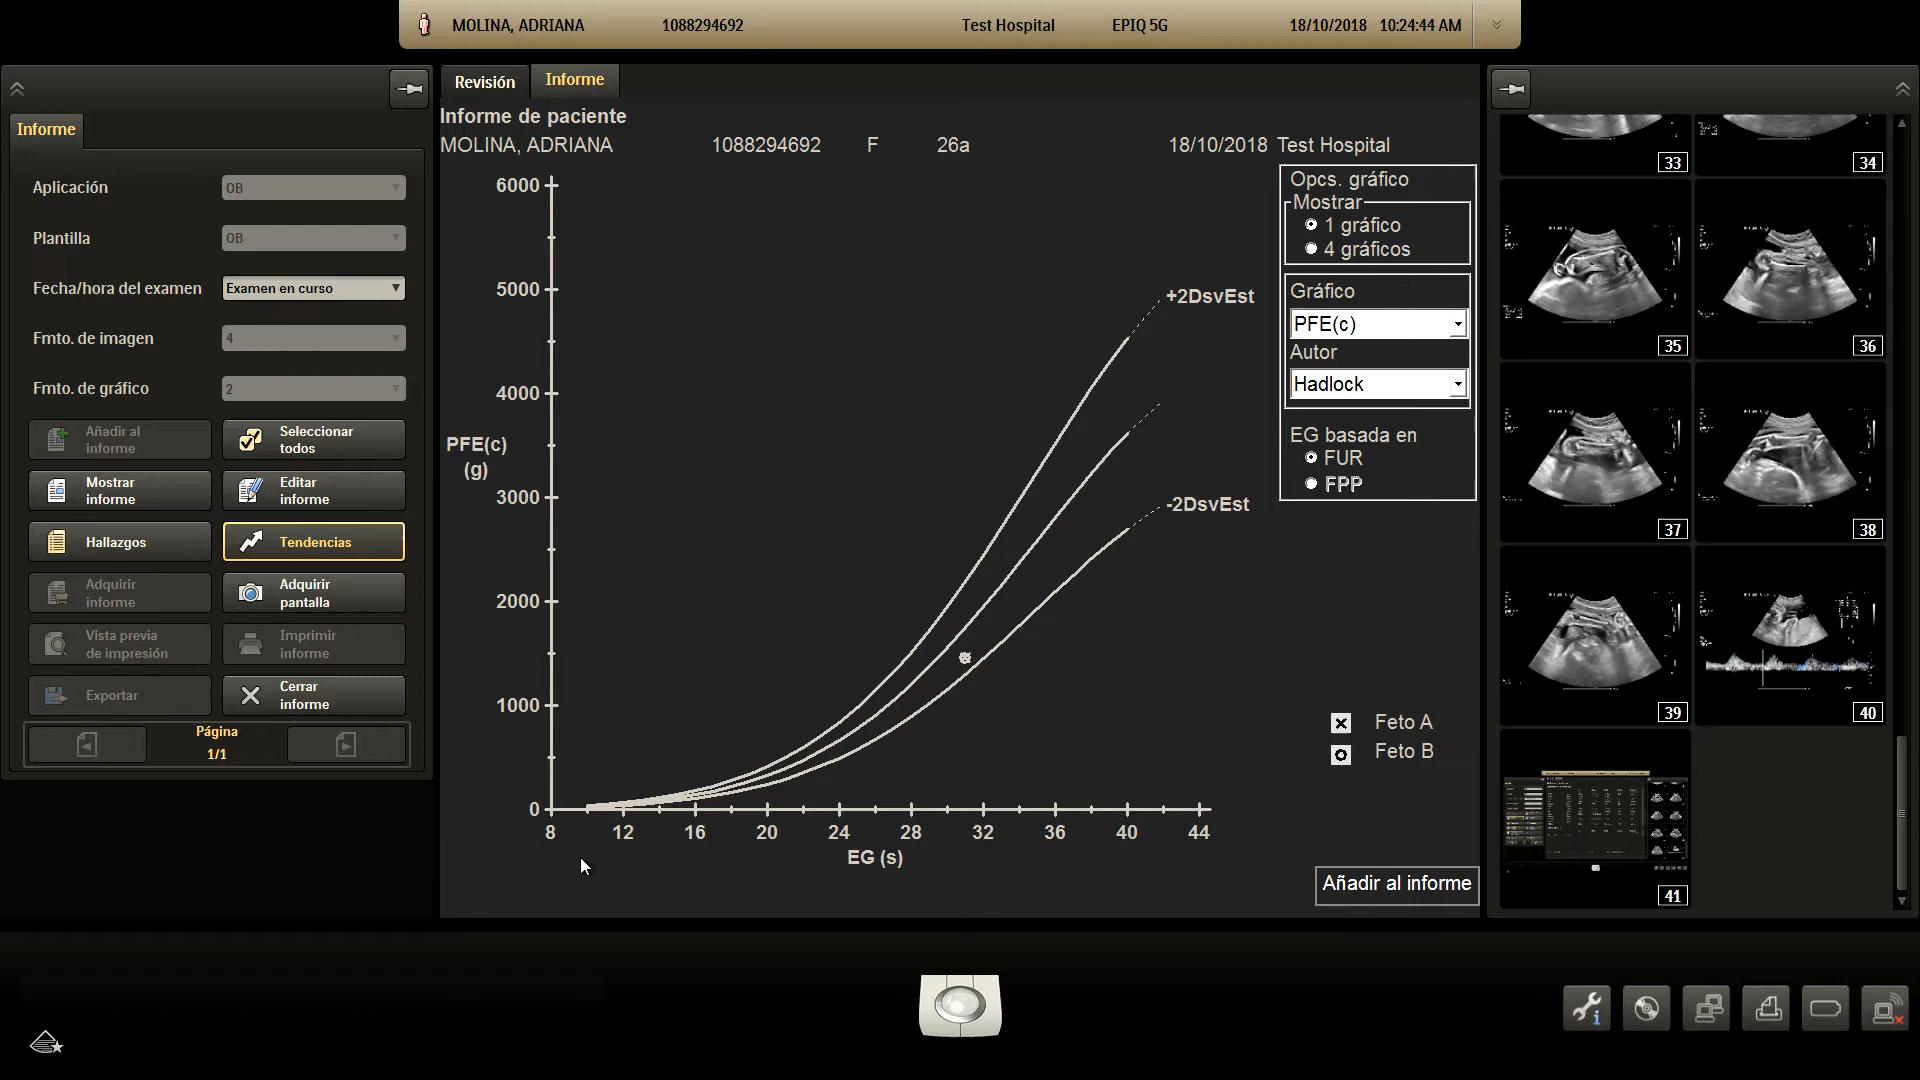 MOLINA, ADRIANA 1088294692 Test Hospital EPIQ 5G 18/10/2018 10:24:44 AM
Informe
Aplicación OB
Plantilla OB
Fecha/hora del examen Examen en curso
Fmto. de imagen 4
Fmto. de gráfico 2
Añadir al informe
Seleccionar todos
Mostrar informe
Editar informe
Hallazgos
Tendencias
Adquirir informe
Adquirir pantalla
Vista previa de impresión
Imprimir informe
Exportar
Cerrar informe
Página
1/1
Revisión Informe
Informe de paciente
MOLINA, ADRIANA 1088294692 F 26a 18/10/2018 Test Hospital
6000
5000
4000
3000
2000
1000
0
PFE(c)
(g)
8 12 16 20 24 28 32 36 40 44
EG (s)
+2DsvEst
-2DsvEst
Opcs. gráfico
Mostrar
1 gráfico
4 gráficos
Gráfico
PFE(c)
Autor
Hadlock
EG basada en
FUR
FPP
Feto A
Feto B
Añadir al informe
33 34
35 36
37 38
39 40
41